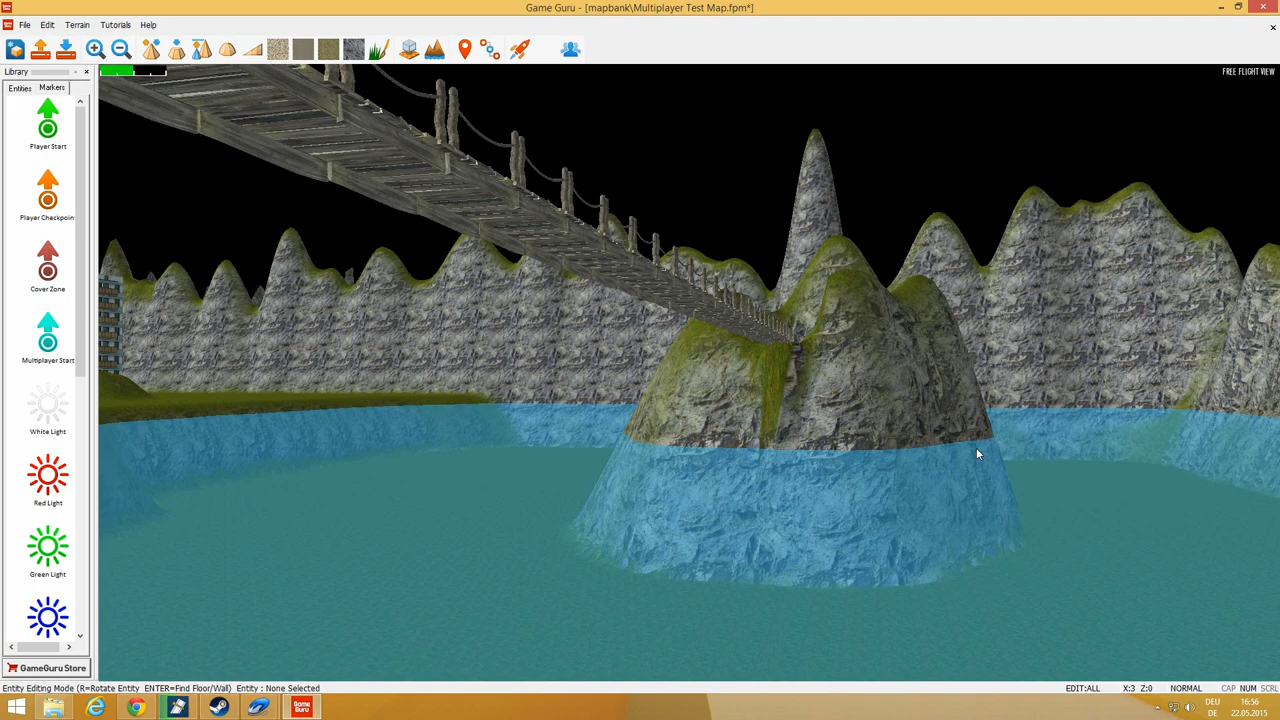 Game Guru - [mapbank\Multiplayer Test Map.fpm*]
File Edit Terrain Tutorials Help
Library
FREE FLIGHT VIEW
Entities Markers
Player Start
Player Checkpoin
Cover Zone
Multiplayer Start
White Light
Red Light
Green Light
GameGuru Store
Entity Editing Mode (R=Rotate Entity ENTER=Find Floor/Wall) Entity : None Selected
EDIT:ALL X:3 Z:0 NORMAL CAP NUM SCRL
GAME
GURU
DEU
DE
16:56
22.05.2015